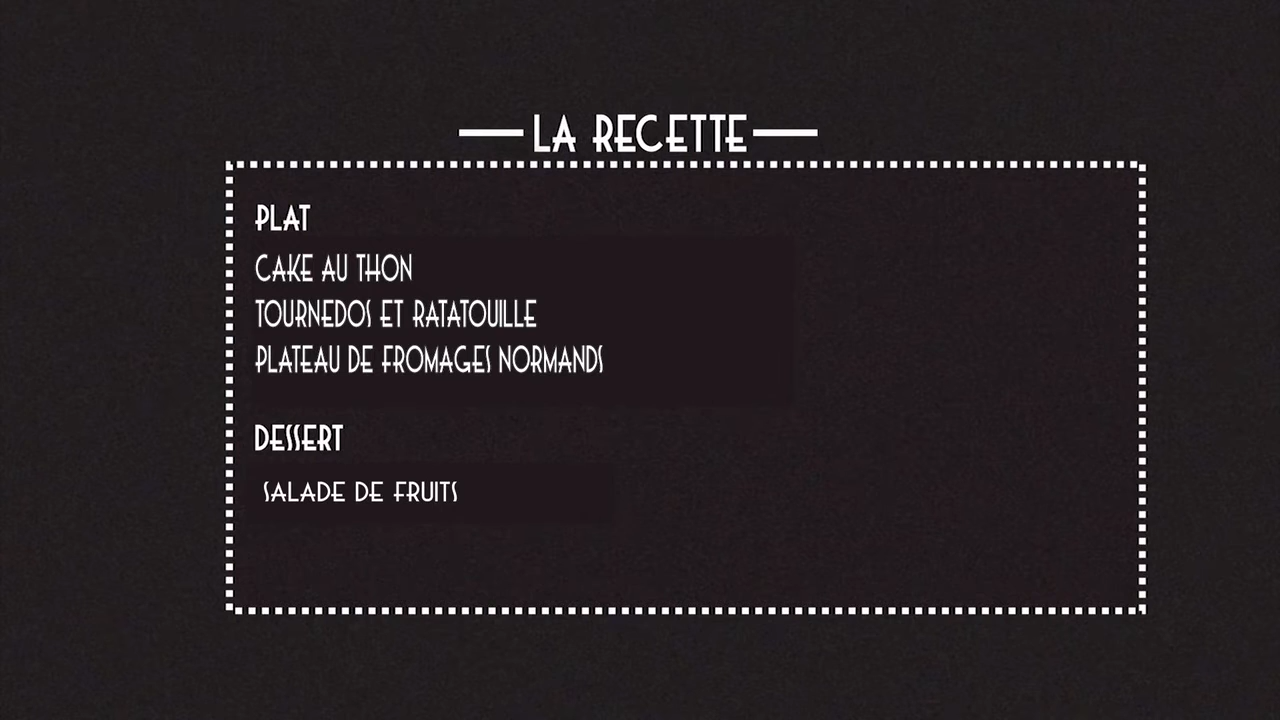 LA RECETTE
PLAT
CAKE AU THON
TOURNEDOS ET RATATOUILLE
PLATEAU DE FROMAGES NORMANDS
DESSERT
SALADE DE FRUITS